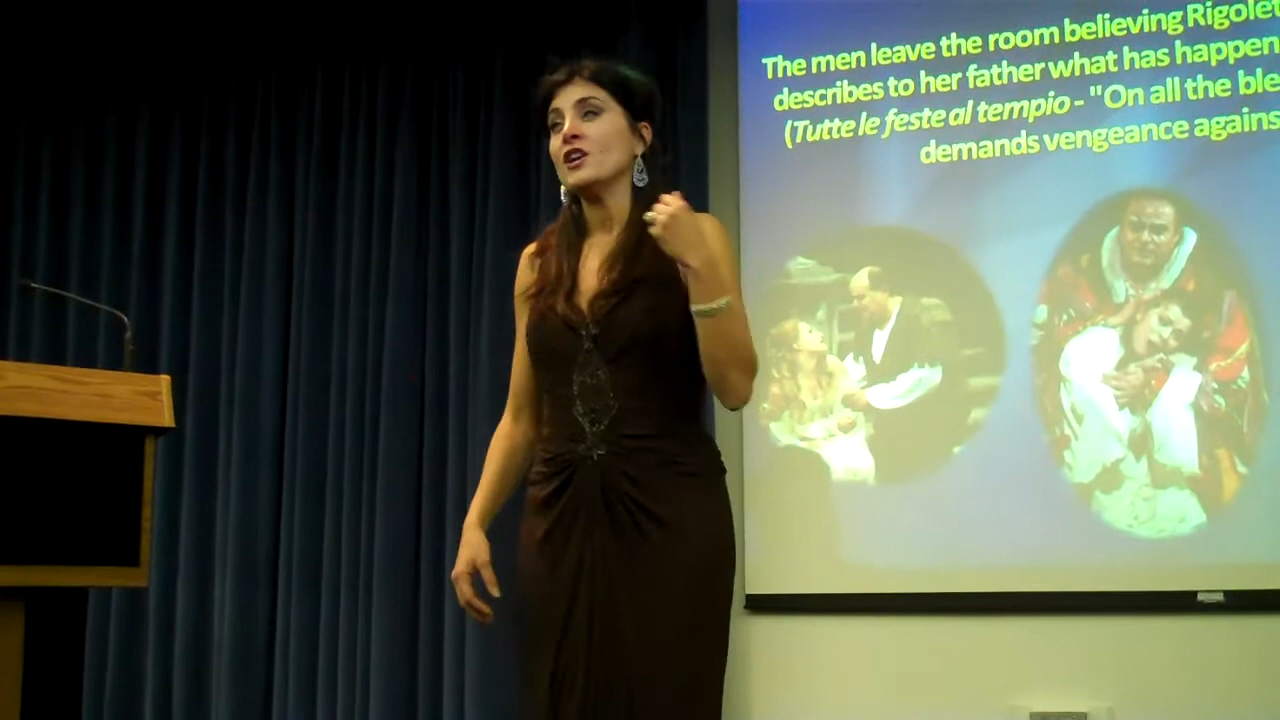 The men leave the room believing Rigolet
describes to her father what has happen
(Tutte le feste al tempio - "On all the ble
demands vengeance agains